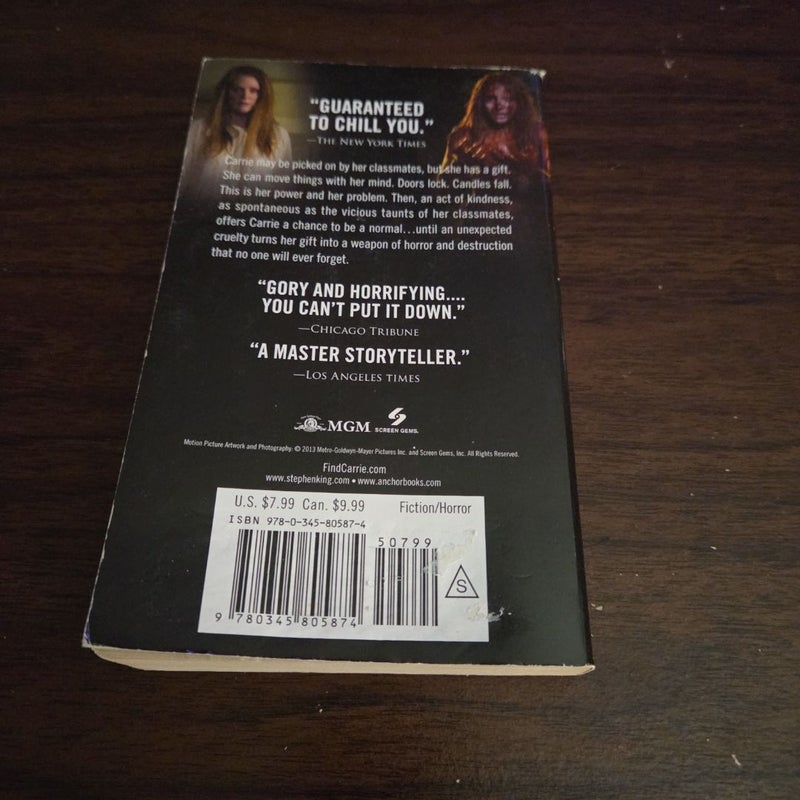 "GUARANTEED
TO CHILL YOU."
—THE NEW YORK TIMES
Carrie may be picked on by her classmates, but she has a gift.
She can move things with her mind. Doors lock. Candles fall.
This is her power and her problem. Then, an act of kindness,
as spontaneous as the vicious taunts of her classmates,
offers Carrie a chance to be a normal...until an unexpected
cruelty turns her gift into a weapon of horror and destruction
that no one will ever forget.
"GORY AND HORRIFYING....
YOU CAN'T PUT IT DOWN."
—CHICAGO TRIBUNE
"A MASTER STORYTELLER."
—LOS ANGELES TIMES
MGM SCREEN GEMS
Motion Picture Artwork and Photography: © 2013 Metro-Goldwyn-Mayer Pictures Inc. and Screen Gems, Inc. All Rights Reserved.
FindCarrie.com
www.stephenking.com • www.anchorbooks.com
U.S. $7.99 Can. $9.99 Fiction/Horror
ISBN 978-0-345-80587-4
50799
S
9 780345 805874